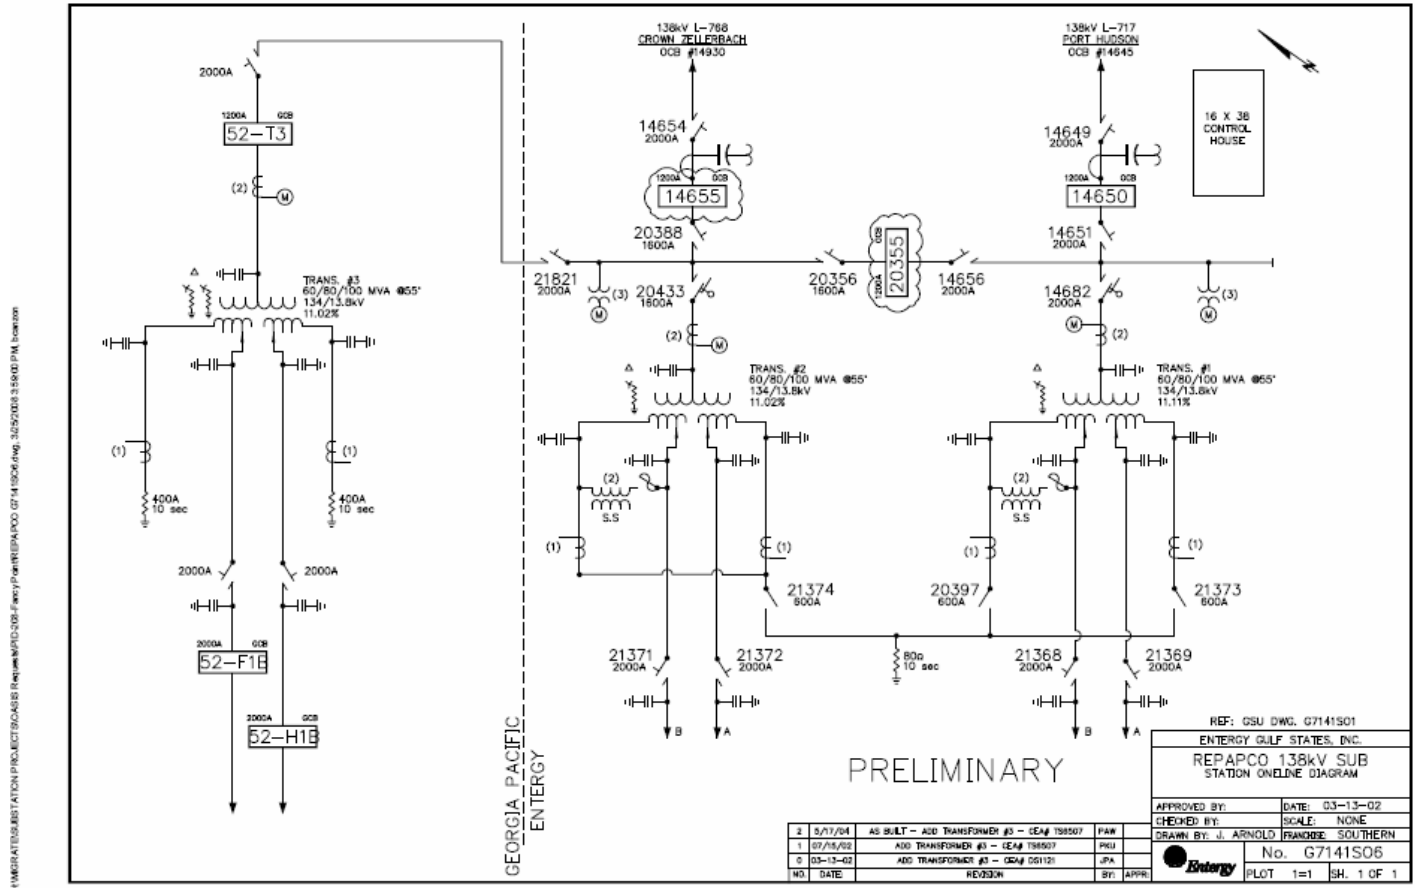 138kV L-768
CROWN ZELLERBACH
OCB #14930
138kV L-717
PORT HUDSON
OCB #14645
2000A
1200A GCB
52-T3
(2)
M
14654
2000A
1200A GCB
14655
20388
1600A
14649
2000A
1200A GCB
14650
14651
2000A
16 X 38
CONTROL
HOUSE
21821
2000A
(3)
M
20433
1600A
20356
1600A
OCB
20355
1200A
14656
2000A
14682
2000A
(3)
M
(2)
M
M
(2)
TRANS. #3
60/80/100 MVA @55°
134/13.8kV
11.02%
TRANS. #2
60/80/100 MVA @55°
134/13.8kV
11.02%
TRANS. #1
60/80/100 MVA @55°
134/13.8kV
11.11%
(1)
(1)
400A
10 sec
400A
10 sec
(2)
S.S
(2)
S.S
(1)
(1)
(1)
(1)
2000A
2000A
21374
600A
20397
600A
21373
600A
2000A GCB
52-F1B
2000A GCB
52-H1B
21371
2000A
21372
2000A
80Ω
10 sec
21368
2000A
21369
2000A
B
A
B
A
GEORGIA PACIFIC
ENTERGY
PRELIMINARY
REF: GSU DWG. G7141S01
ENTERGY GULF STATES, INC.
REPAPCO 138kV SUB
STATION ONELINE DIAGRAM
APPROVED BY:
DATE: 03-13-02
CHECKED BY:
SCALE: NONE
DRAWN BY: J. ARNOLD
FRANCHISE: SOUTHERN
Entergy
No. G7141S06
PLOT 1=1
SH. 1 OF 1
2 5/17/04 AS BUILT - ADD TRANSFORMER #3 - CEA# TS6507 PAW
1 07/15/02 ADD TRANSFORMER #3 - CEA# TS6507 PKU
0 03-13-02 ADD TRANSFORMER #3 - CEA# DS1121 JPA
NO. DATE: REVISION BY: APPR: